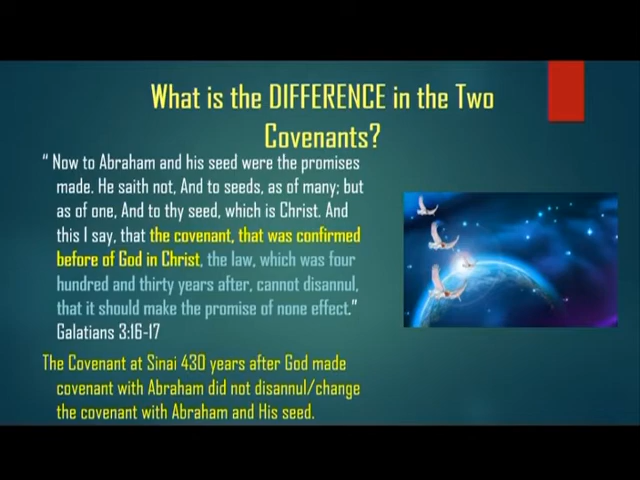 What is the DIFFERENCE in the Two
Covenants?
“ Now to Abraham and his seed were the promises
made. He saith not, And to seeds, as of many; but
as of one, And to thy seed, which is Christ. And
this I say, that the covenant, that was confirmed
before of God in Christ, the law, which was four
hundred and thirty years after, cannot disannul,
that it should make the promise of none effect.”
Galatians 3:16-17
The Covenant at Sinai 430 years after God made
covenant with Abraham did not disannul/change
the covenant with Abraham and His seed.